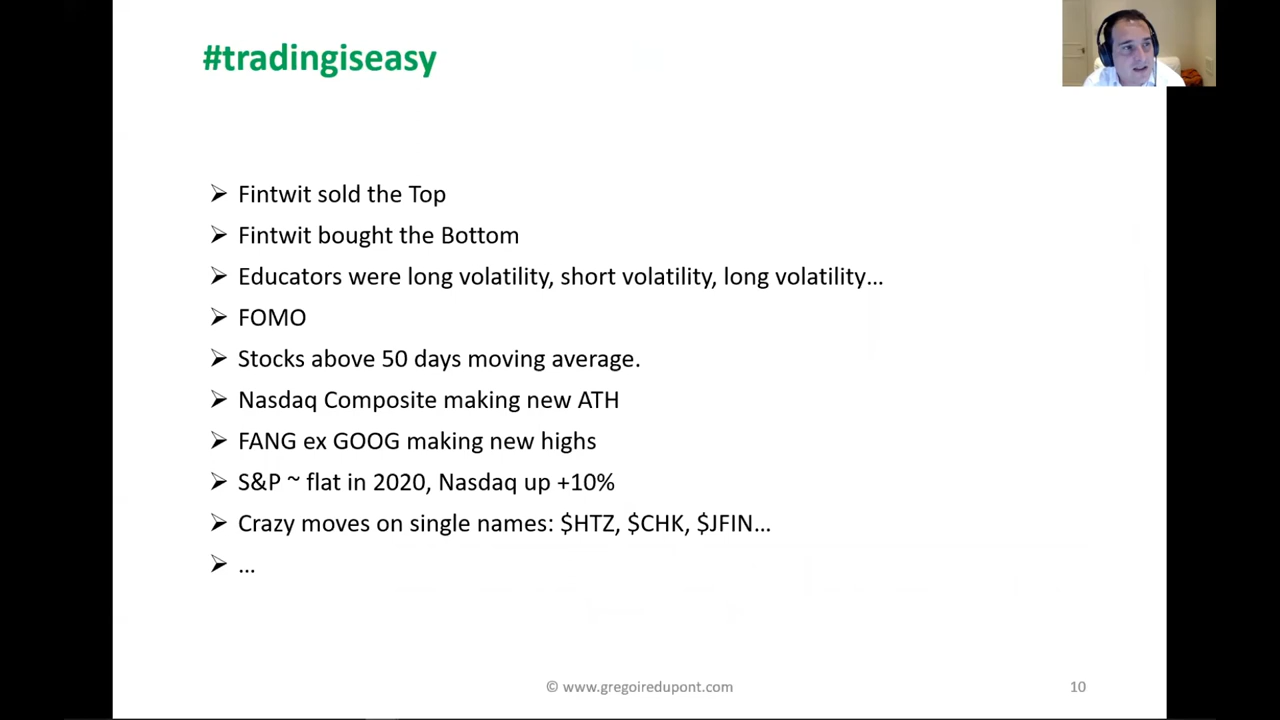 #tradingiseasy
➢ Fintwit sold the Top
➢ Fintwit bought the Bottom
➢ Educators were long volatility, short volatility, long volatility…
➢ FOMO
➢ Stocks above 50 days moving average.
➢ Nasdaq Composite making new ATH
➢ FANG ex GOOG making new highs
➢ S&P ~ flat in 2020, Nasdaq up +10%
➢ Crazy moves on single names: $HTZ, $CHK, $JFIN…
➢ …
© www.gregoiredupont.com
10